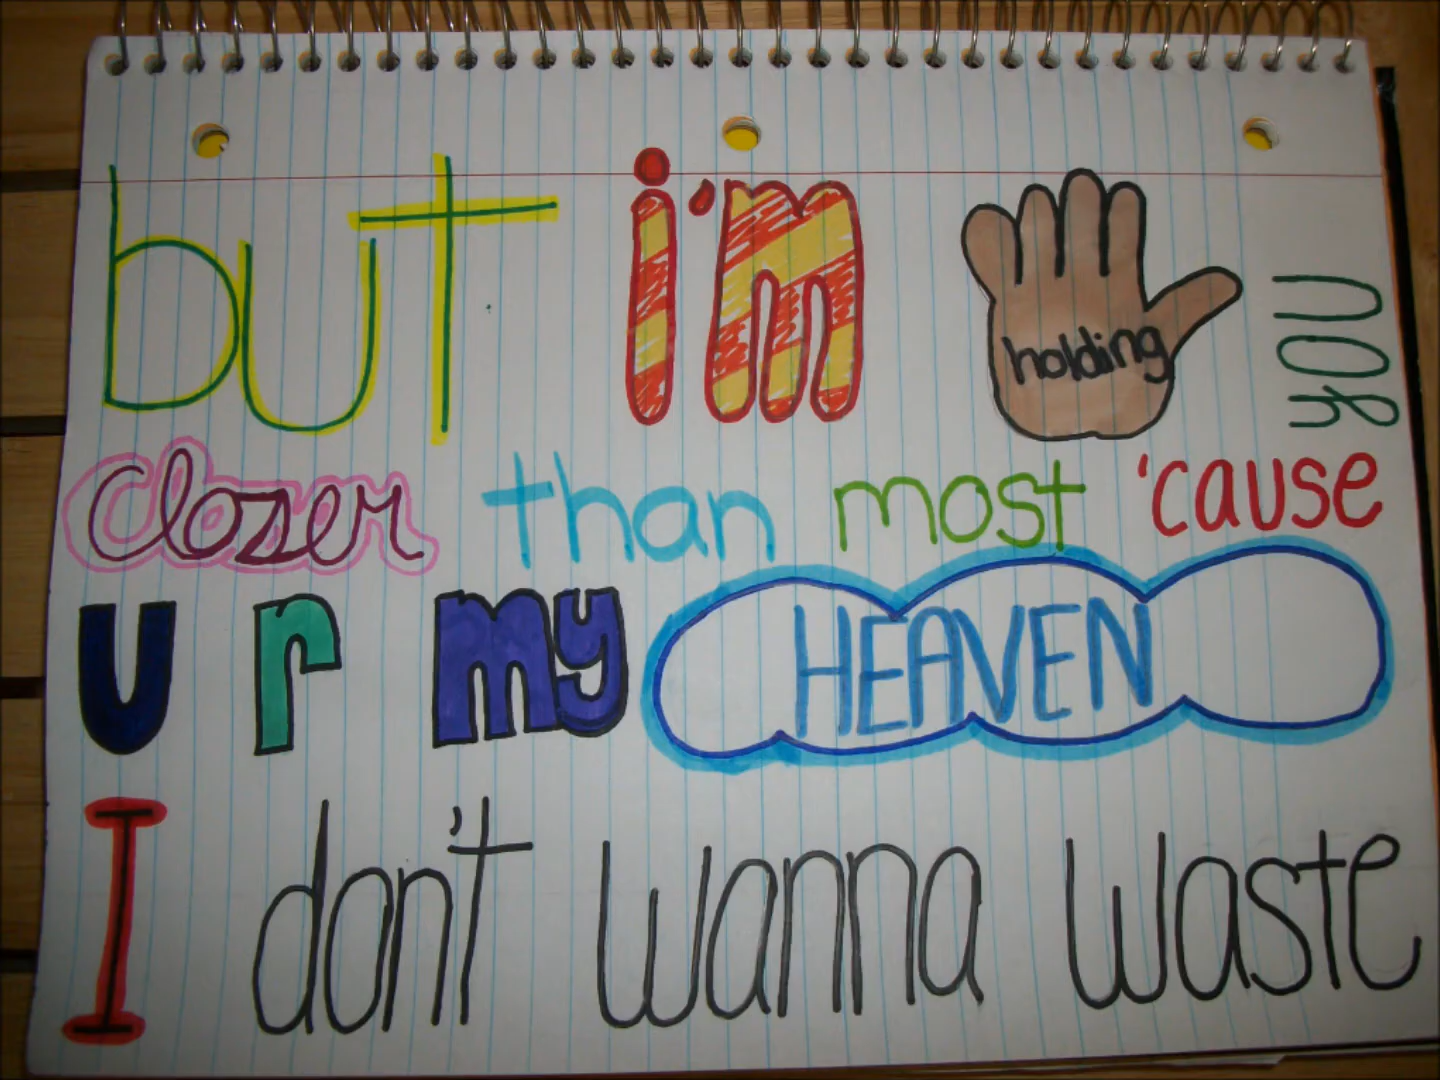 but i'm holding you
closer than most 'cause
u r my HEAVEN
I don't wanna waste